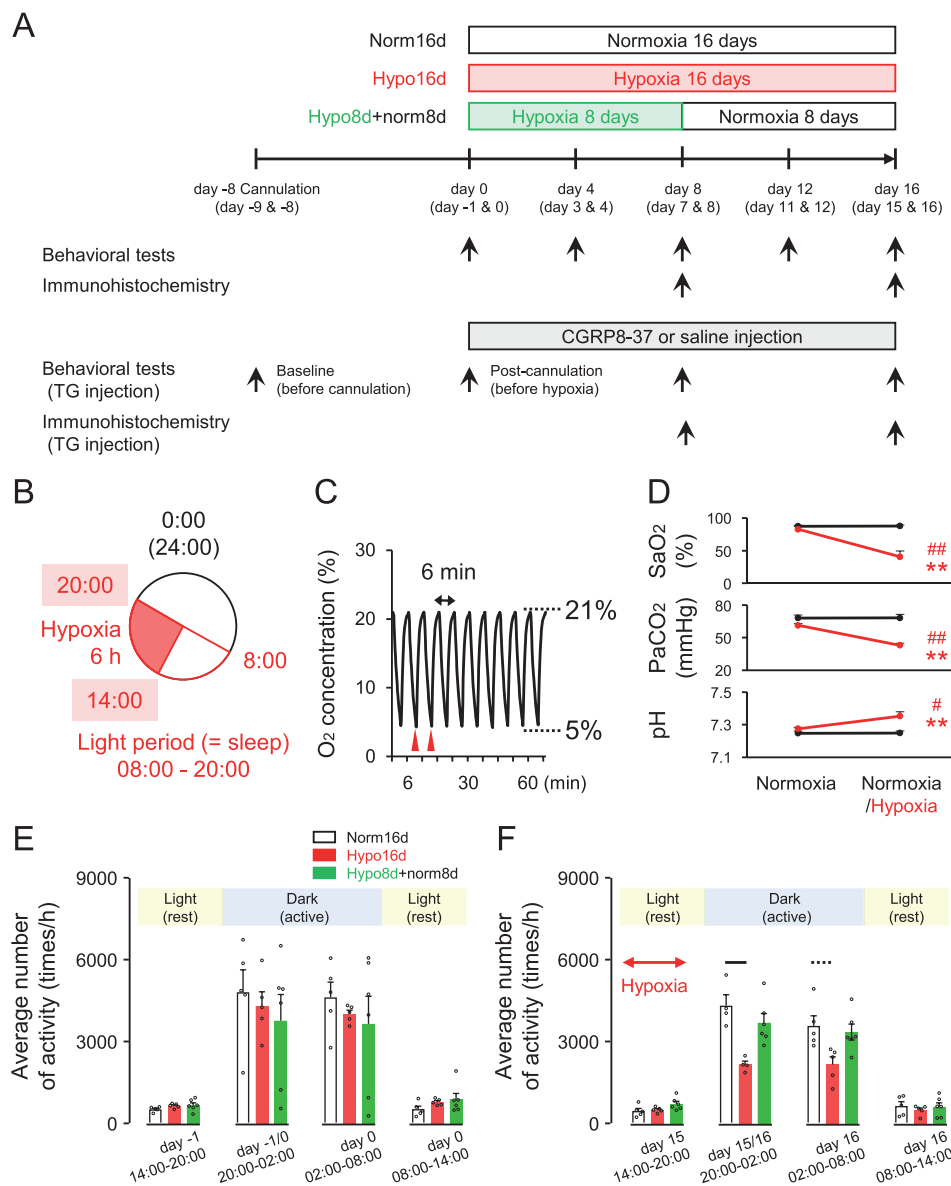 A
Norm16d
Normoxia 16 days
Hypo16d
Hypoxia 16 days
Hypo8d+norm8d
Hypoxia 8 days
Normoxia 8 days
day -8 Cannulation
(day -9 & -8)
day 0
(day -1 & 0)
day 4
(day 3 & 4)
day 8
(day 7 & 8)
day 12
(day 11 & 12)
day 16
(day 15 & 16)
Behavioral tests
Immunohistochemistry
CGRP8-37 or saline injection
Behavioral tests
(TG injection)
Baseline
(before cannulation)
Post-cannulation
(before hypoxia)
Immunohistochemistry
(TG injection)
B
0:00
(24:00)
20:00
Hypoxia
6 h
8:00
14:00
Light period (= sleep)
08:00 - 20:00
C
O2 concentration (%)
30
20
10
0
6 min
21%
5%
6 30 60 (min)
D
SaO2
(%)
100
50
0
##
**
PaCO2
(mmHg)
80
50
20
##
**
pH
7.5
7.3
7.1
#
**
Normoxia
Normoxia
/Hypoxia
E
Norm16d
Hypo16d
Hypo8d+norm8d
Average number
of activity (times/h)
9000
6000
3000
0
Light
(rest)
Dark
(active)
Light
(rest)
day -1
14:00-20:00
day -1/0
20:00-02:00
day 0
02:00-08:00
day 0
08:00-14:00
F
Average number
of activity (times/h)
9000
6000
3000
0
Light
(rest)
Dark
(active)
Light
(rest)
Hypoxia
day 15
14:00-20:00
day 15/16
20:00-02:00
day 16
02:00-08:00
day 16
08:00-14:00